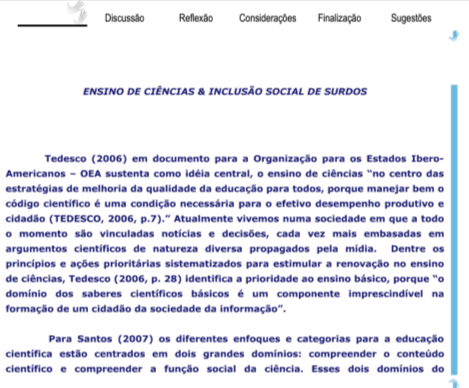 Discussão Reflexão Considerações Finalização Sugestões
ENSINO DE CIÊNCIAS & INCLUSÃO SOCIAL DE SURDOS
Tedesco (2006) em documento para a Organização para os Estados Ibero-
Americanos – OEA sustenta como idéia central, o ensino de ciências "no centro das
estratégias de melhoria da qualidade da educação para todos, porque manejar bem o
código científico é uma condição necessária para o efetivo desempenho produtivo e
cidadão (TEDESCO, 2006, p.7)." Atualmente vivemos numa sociedade em que a todo
o momento são vinculadas notícias e decisões, cada vez mais embasadas em
argumentos científicos de natureza diversa propagados pela mídia. Dentre os
princípios e ações prioritárias sistematizados para estimular a renovação no ensino
de ciências, Tedesco (2006, p. 28) identifica a prioridade ao ensino básico, porque "o
domínio dos saberes científicos básicos é um componente imprescindível na
formação de um cidadão da sociedade da informação".
Para Santos (2007) os diferentes enfoques e categorias para a educação
científica estão centrados em dois grandes domínios: compreender o conteúdo
científico e compreender a função social da ciência. Esses dois domínios do